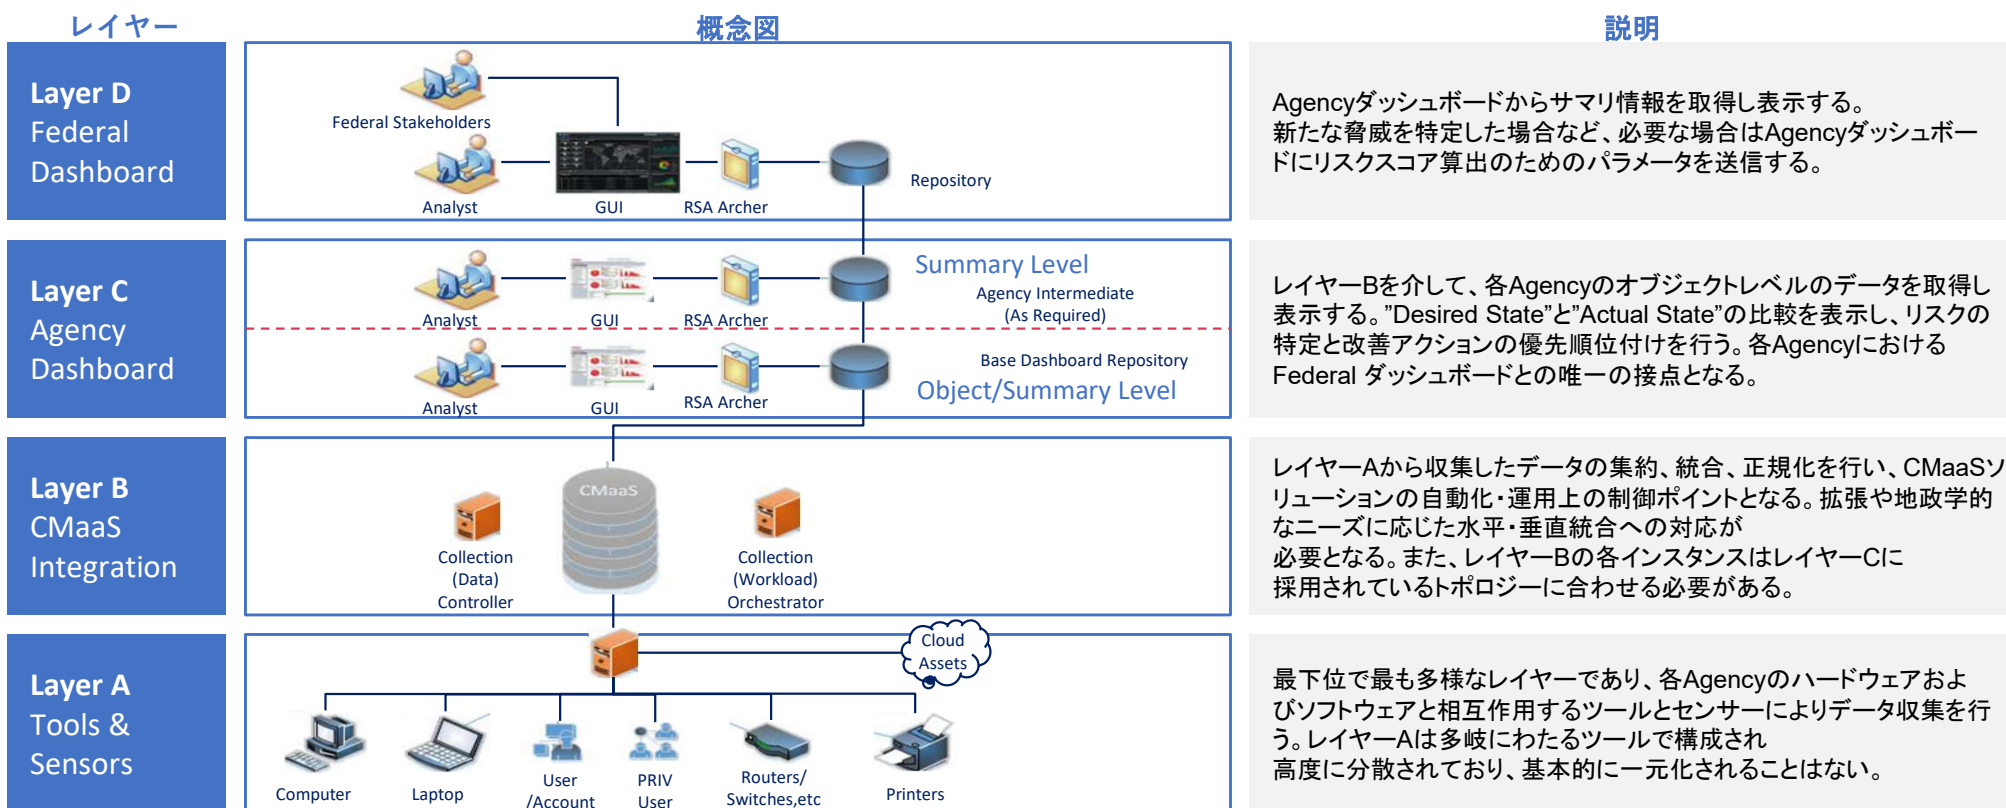 レイヤー
概念図
説明
Layer D
Federal
Dashboard
Federal Stakeholders
Analyst
GUI
RSA Archer
Repository
Agencyダッシュボードからサマリ情報を取得し表示する。
新たな脅威を特定した場合など、必要な場合はAgencyダッシュボー
ドにリスクスコア算出のためのパラメータを送信する。
Layer C
Agency
Dashboard
Analyst
GUI
RSA Archer
Summary Level
Agency Intermediate
(As Required)
Analyst
GUI
RSA Archer
Base Dashboard Repository
Object/Summary Level
レイヤーBを介して、各Agencyのオブジェクトレベルのデータを取得し
表示する。”Desired State”と”Actual State”の比較を表示し、リスクの
特定と改善アクションの優先順位付けを行う。各Agencyにおける
Federal ダッシュボードとの唯一の接点となる。
Layer B
CMaaS
Integration
Collection
(Data)
Controller
CMaaS
Collection
(Workload)
Orchestrator
レイヤーAから収集したデータの集約、統合、正規化を行い、CMaaSソ
リューションの自動化・運用上の制御ポイントとなる。拡張や地政学的
なニーズに応じた水平・垂直統合への対応が
必要となる。また、レイヤーBの各インスタンスはレイヤーCに
採用されているトポロジーに合わせる必要がある。
Layer A
Tools &
Sensors
Cloud
Assets
Computer
Laptop
User
/Account
PRIV
User
Routers/
Switches,etc
Printers
最下位で最も多様なレイヤーであり、各Agencyのハードウェアおよ
びソフトウェアと相互作用するツールとセンサーによりデータ収集を行
う。レイヤーAは多岐にわたるツールで構成され
高度に分散されており、基本的に一元化されることはない。